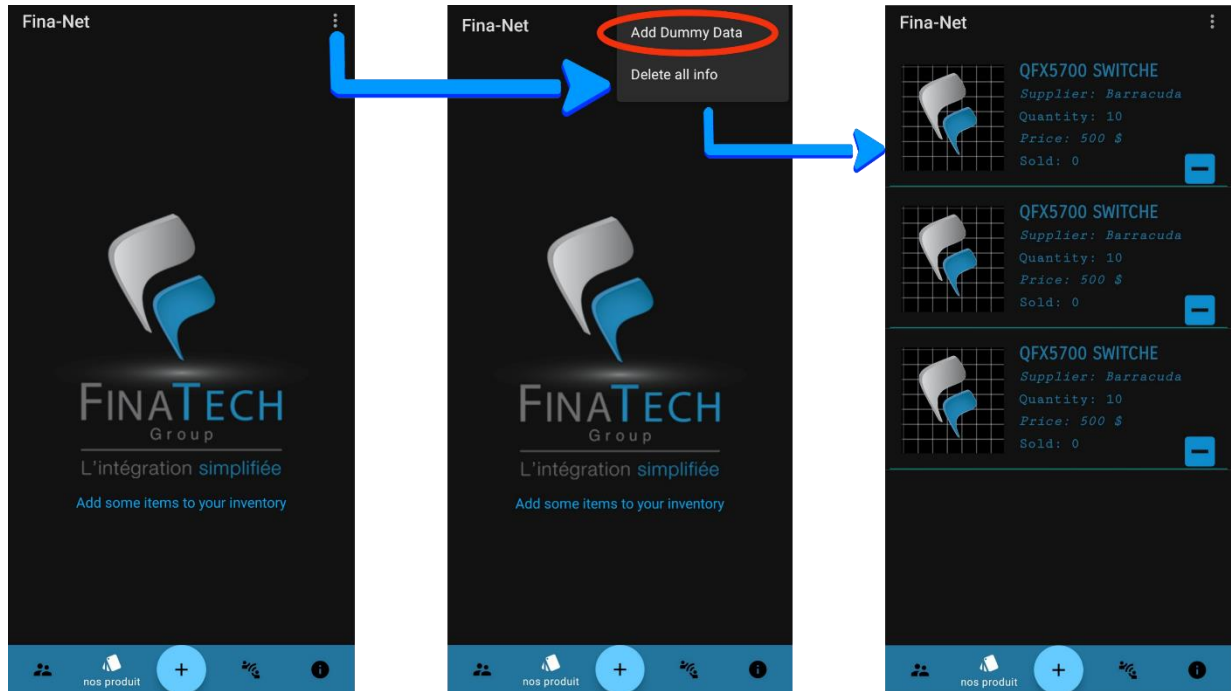 Fina-Net
FINATECH
Group
L'intégration simplifiée
Add some items to your inventory
nos produit
Fina-Net
Add Dummy Data
Delete all info
FINATECH
Group
L'intégration simplifiée
Add some items to your inventory
nos produit
Fina-Net
QFX5700 SWITCHE
Supplier: Barracuda
Quantity: 10
Price: 500 $
Sold: 0
QFX5700 SWITCHE
Supplier: Barracuda
Quantity: 10
Price: 500 $
Sold: 0
QFX5700 SWITCHE
Supplier: Barracuda
Quantity: 10
Price: 500 $
Sold: 0
nos produit